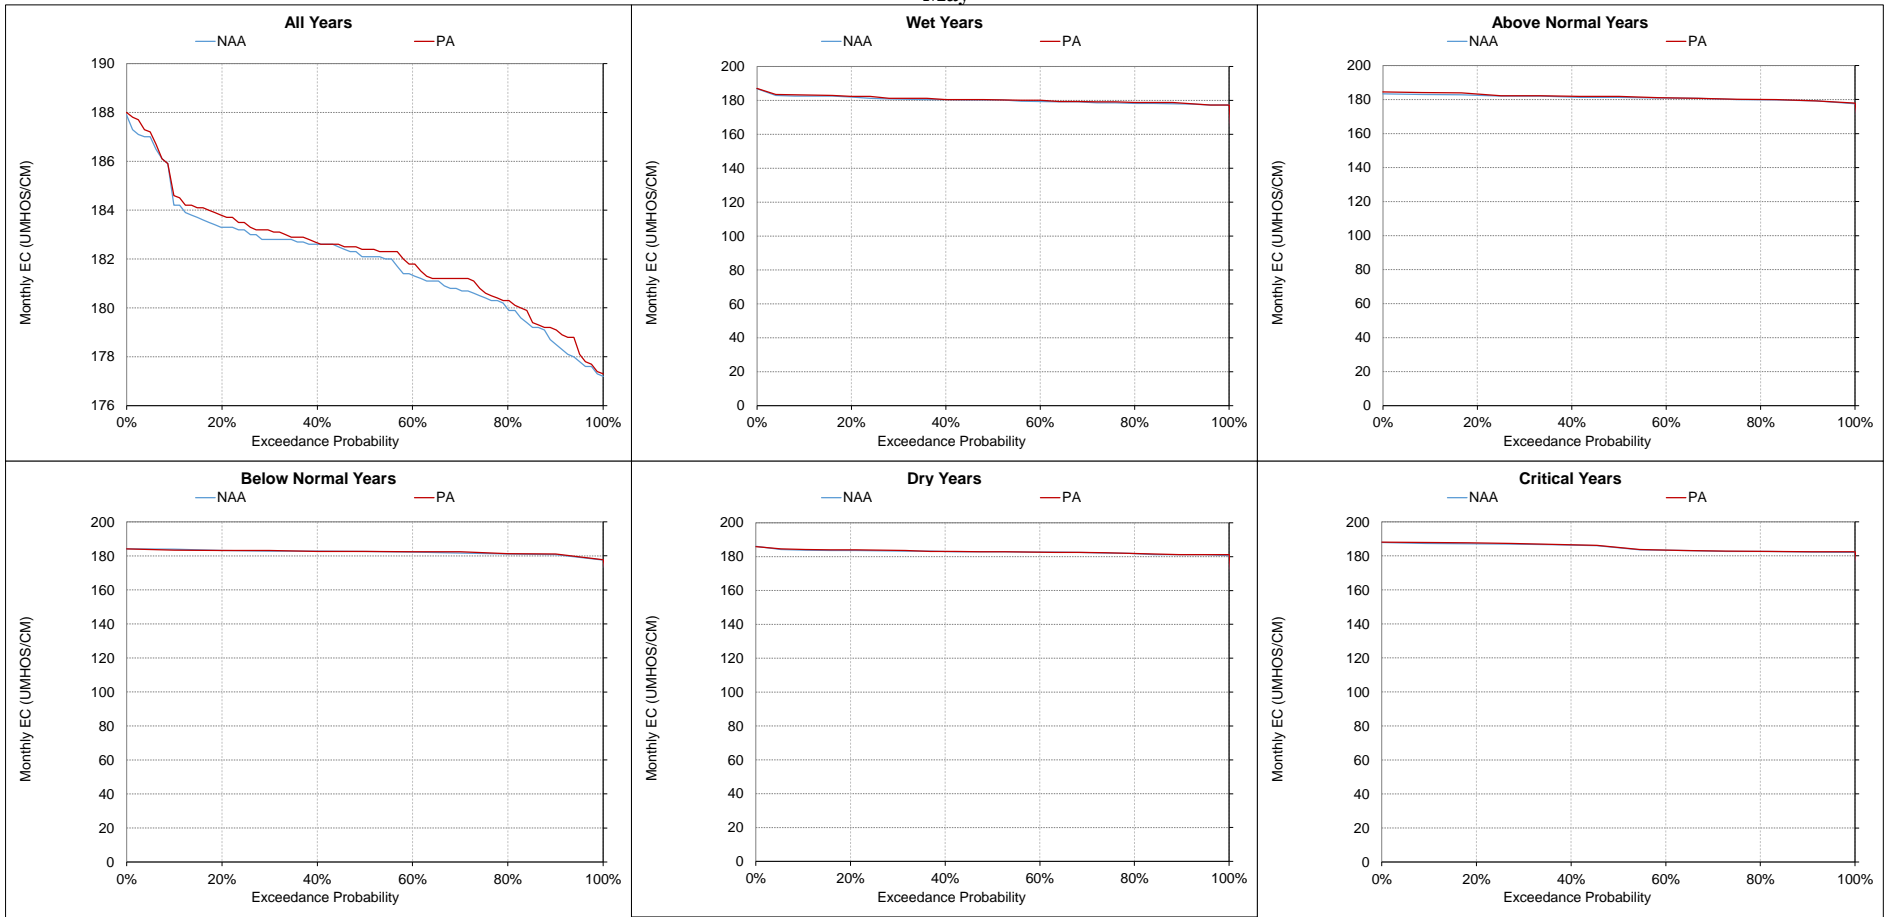 May
All Years
NAA PA
190
188
186
184
182
180
178
176
0% 20% 40% 60% 80% 100%
Monthly EC (UMHOS/CM)
Exceedance Probability
Wet Years
NAA PA
200
180
160
140
120
100
80
60
40
20
0
0% 20% 40% 60% 80% 100%
Monthly EC (UMHOS/CM)
Exceedance Probability
Above Normal Years
NAA PA
200
180
160
140
120
100
80
60
40
20
0
0% 20% 40% 60% 80% 100%
Monthly EC (UMHOS/CM)
Exceedance Probability
Below Normal Years
NAA PA
200
180
160
140
120
100
80
60
40
20
0
0% 20% 40% 60% 80% 100%
Monthly EC (UMHOS/CM)
Exceedance Probability
Dry Years
NAA PA
200
180
160
140
120
100
80
60
40
20
0
0% 20% 40% 60% 80% 100%
Monthly EC (UMHOS/CM)
Exceedance Probability
Critical Years
NAA PA
200
180
160
140
120
100
80
60
40
20
0
0% 20% 40% 60% 80% 100%
Monthly EC (UMHOS/CM)
Exceedance Probability